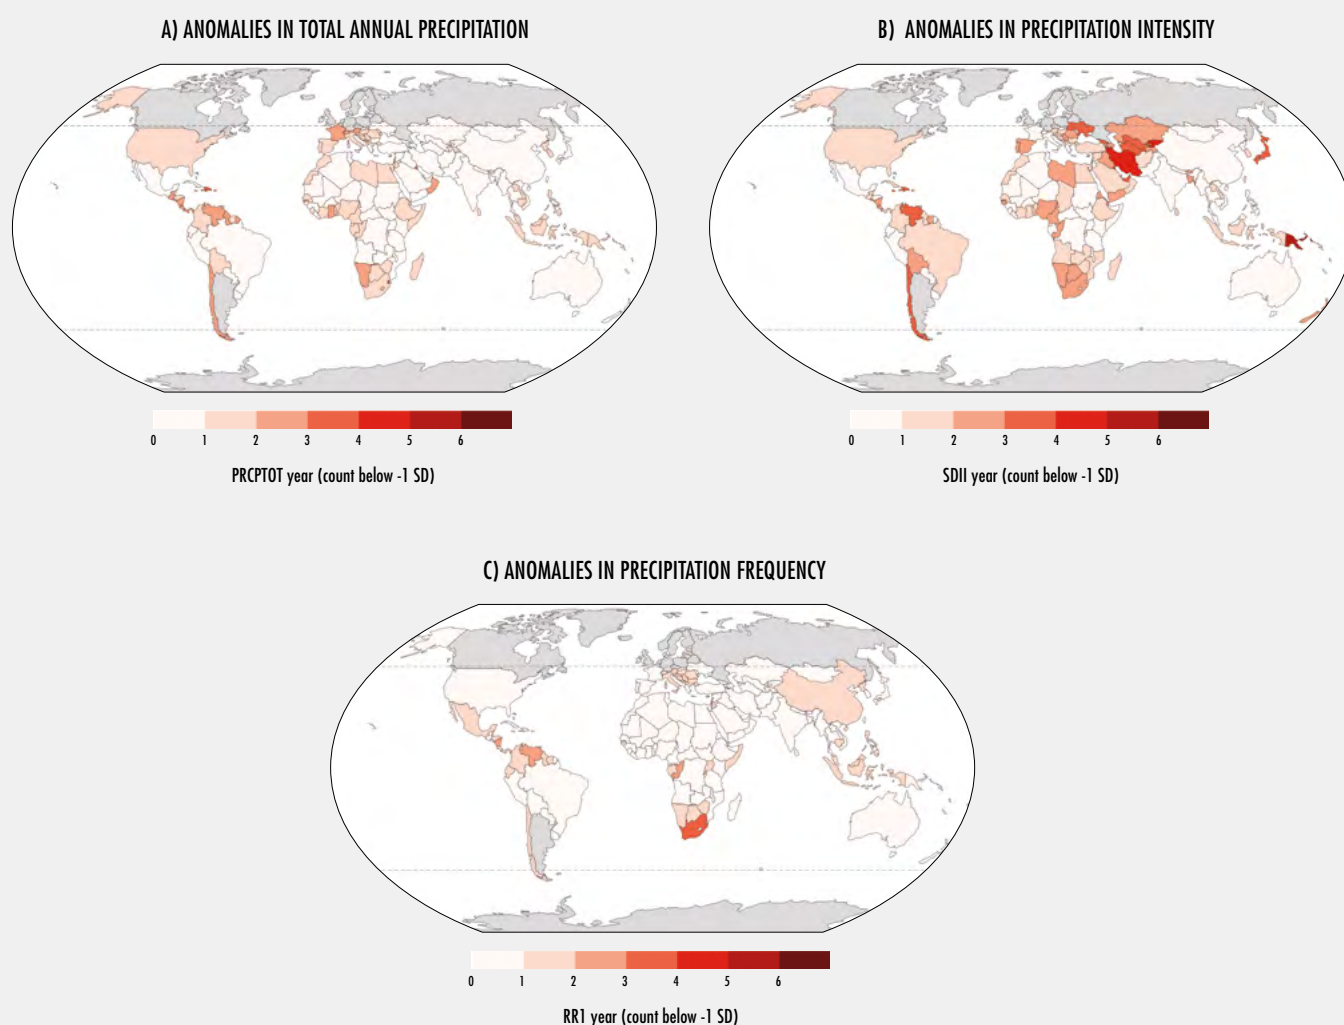 A) ANOMALIES IN TOTAL ANNUAL PRECIPITATION
0 1 2 3 4 5 6
PRCPTOT year (count below -1 SD)
B) ANOMALIES IN PRECIPITATION INTENSITY
0 1 2 3 4 5 6
SDII year (count below -1 SD)
C) ANOMALIES IN PRECIPITATION FREQUENCY
0 1 2 3 4 5 6
RR1 year (count below -1 SD)